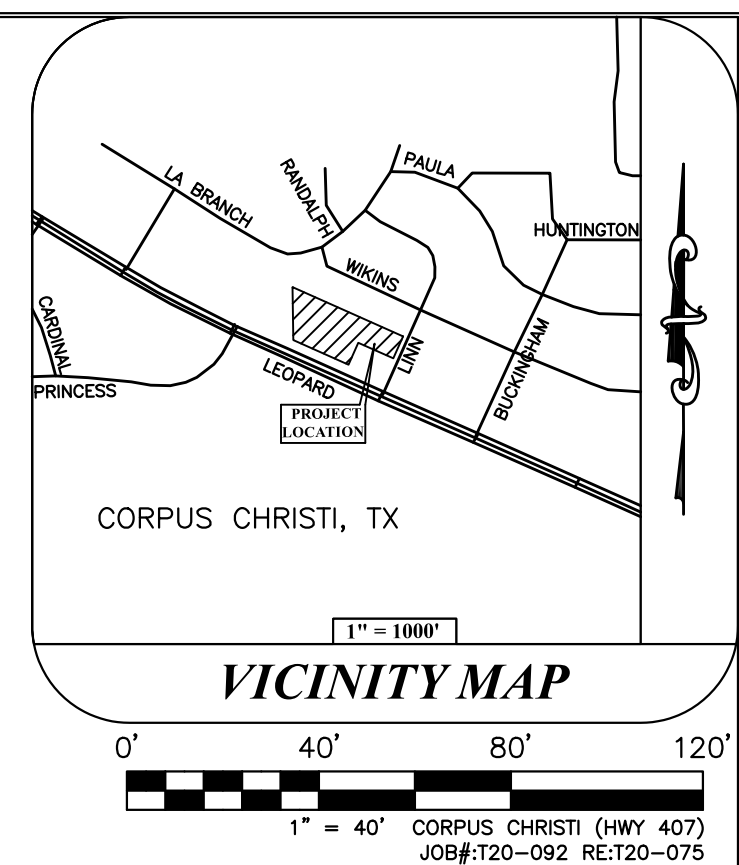 LA BRANCH
RANDALPH
PAULA
HUNTINGTON
WIKINS
CARDINAL
LINN
BUCKINGHAM
PRINCESS
LEOPARD
PROJECT
LOCATION
CORPUS CHRISTI, TX
1" = 1000'
VICINITY MAP
0' 40' 80' 120'
1" = 40' CORPUS CHRISTI (HWY 407)
JOB#:T20-092 RE:T20-075